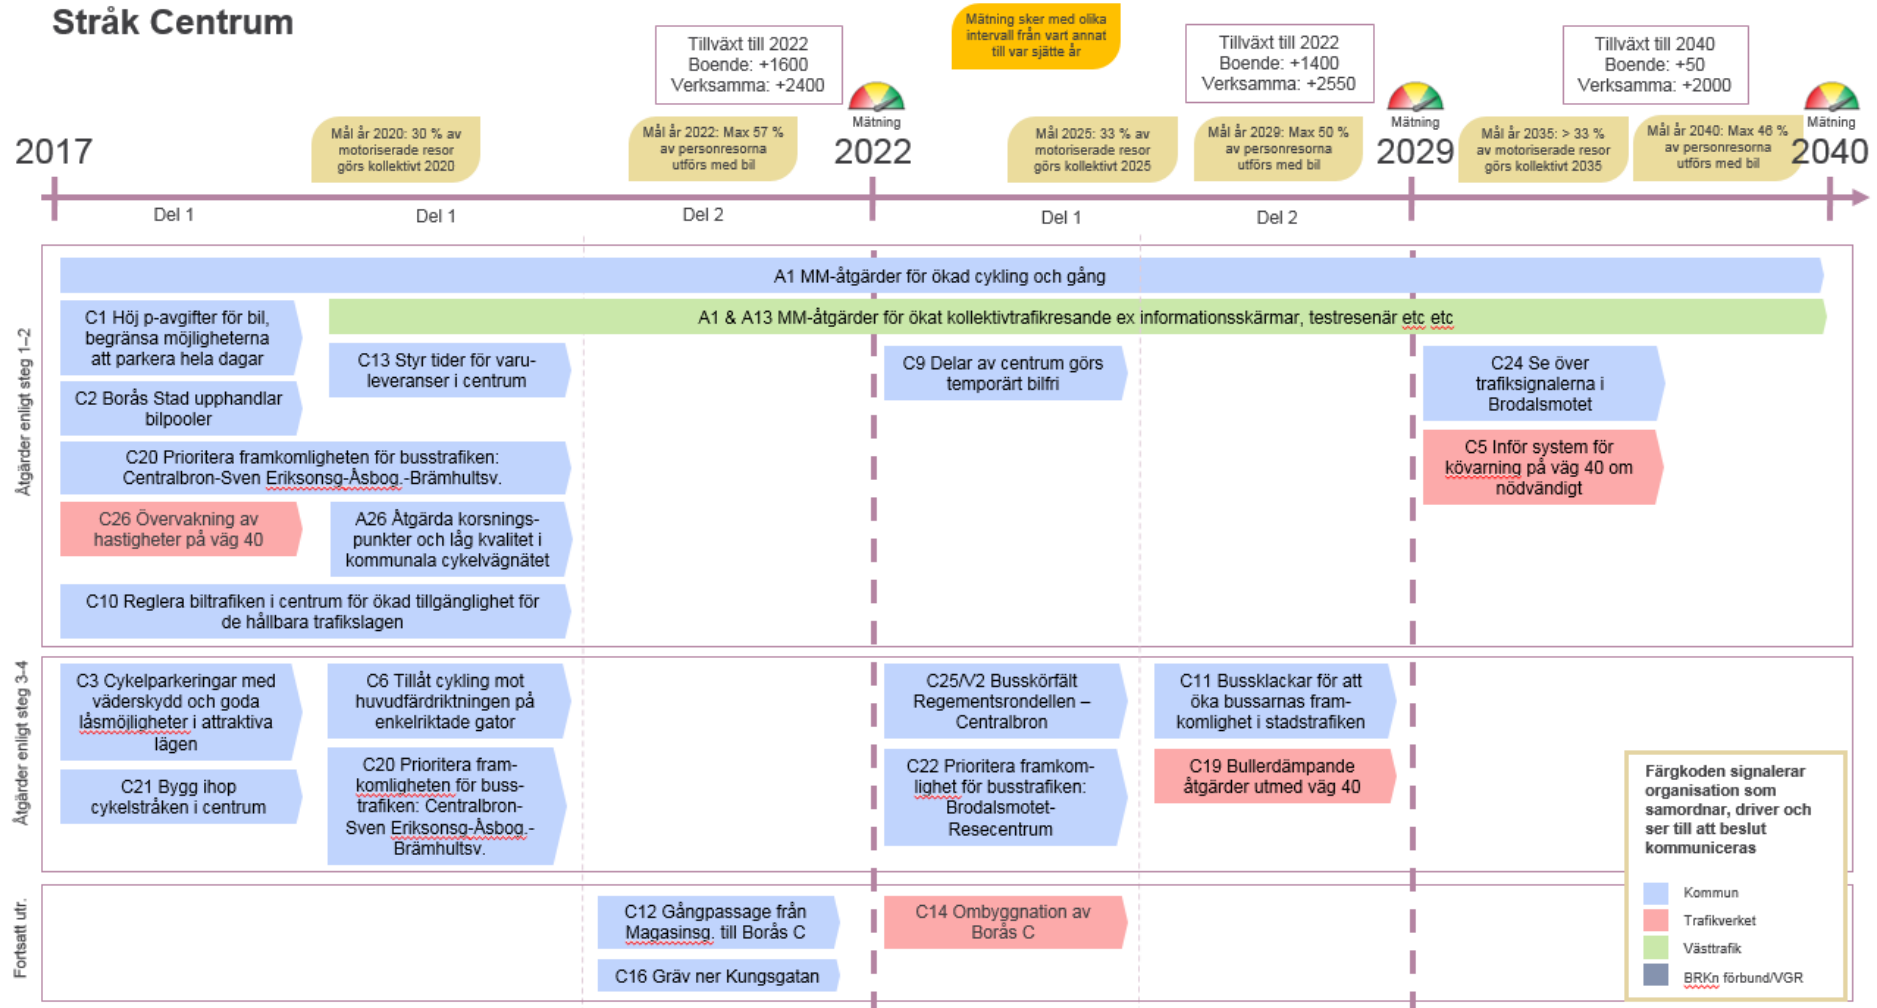 Stråk Centrum
Mätning sker med olika
intervall från vart annat
till var sjätte år
Tillväxt till 2022
Boende: +1600
Verksamma: +2400
Tillväxt till 2022
Boende: +1400
Verksamma: +2550
Tillväxt till 2040
Boende: +50
Verksamma: +2000
Mätning
Mätning
Mätning
2017
Mål år 2020: 30 % av
motoriserade resor
görs kollektivt 2020
Mål år 2022: Max 57 %
av personresorna
utförs med bil
2022
Mål 2025: 33 % av
motoriserade resor
görs kollektivt 2025
Mål år 2029: Max 50 %
av personresorna
utförs med bil
2029
Mål år 2035: > 33 %
av motoriserade resor
görs kollektivt 2035
Mål år 2040: Max 46 %
av personresorna
utförs med bil
2040
Del 1
Del 1
Del 2
Del 1
Del 2
Åtgärder enligt steg 1–2
A1 MM-åtgärder för ökad cykling och gång
A1 & A13 MM-åtgärder för ökat kollektivtrafikresande ex informationsskärmar, testresenär etc etc
C1 Höj p-avgifter för bil,
begränsa möjligheterna
att parkera hela dagar
C13 Styr tider för varu-
leveranser i centrum
C9 Delar av centrum görs
temporärt bilfri
C24 Se över
trafiksignalerna i
Brodalsmotet
C2 Borås Stad upphandlar
bilpooler
C5 Inför system för
kövarning på väg 40 om
nödvändigt
C20 Prioritera framkomligheten för busstrafiken:
Centralbron-Sven Eriksonsg-Åsbog.-Brämhultsv.
C26 Övervakning av
hastigheter på väg 40
A26 Åtgärda korsnings-
punkter och låg kvalitet i
kommunala cykelvägnätet
C10 Reglera biltrafiken i centrum för ökad tillgänglighet för
de hållbara trafikslagen
Åtgärder enligt steg 3-4
C3 Cykelparkeringar med
väderskydd och goda
låsmöjligheter i attraktiva
lägen
C6 Tillåt cykling mot
huvudfärdriktningen på
enkelriktade gator
C25/V2 Busskörfält
Regementsrondellen –
Centralbron
C11 Bussklackar för att
öka bussarnas fram-
komlighet i stadstrafiken
C21 Bygg ihop
cykelstråken i centrum
C20 Prioritera fram-
komligheten för buss-
trafiken: Centralbron-
Sven Eriksonsg-Åsbog.-
Brämhultsv.
C22 Prioritera framkom-
lighet för busstrafiken:
Brodalsmotet-
Resecentrum
C19 Bullerdämpande
åtgärder utmed väg 40
Fortsatt utr.
C12 Gångpassage från
Magasinsg. till Borås C
C14 Ombyggnation av
Borås C
C16 Gräv ner Kungsgatan
Färgkoden signalerar
organisation som
samordnar, driver och
ser till att beslut
kommuniceras
Kommun
Trafikverket
Västtrafik
BRKn förbund/VGR